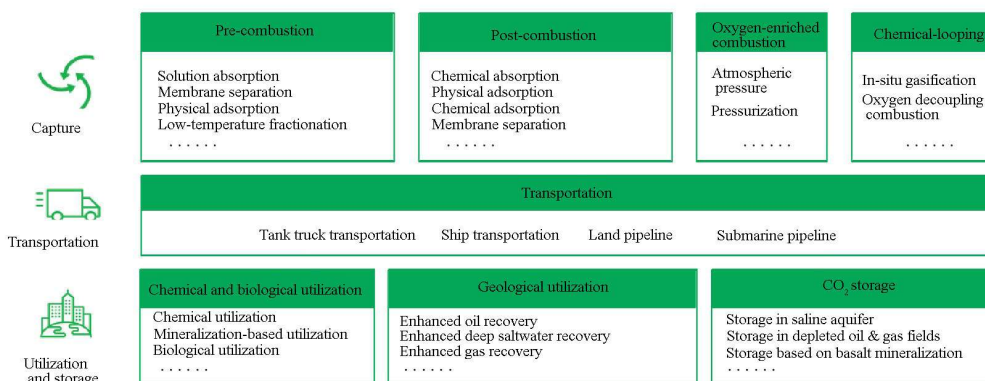 Capture
Pre-combustion
Solution absorption
Membrane separation
Physical adsorption
Low-temperature fractionation
......
Post-combustion
Chemical absorption
Physical adsorption
Chemical adsorption
Membrane separation
......
Oxygen-enriched
combustion
Atmospheric
pressure
Pressurization
......
Chemical-looping
In-situ gasification
Oxygen decoupling
combustion
......
Transportation
Transportation
Tank truck transportation
Ship transportation
Land pipeline
Submarine pipeline
Utilization
and storage
Chemical and biological utilization
Chemical utilization
Mineralization-based utilization
Biological utilization
......
Geological utilization
Enhanced oil recovery
Enhanced deep saltwater recovery
Enhanced gas recovery
......
CO₂ storage
Storage in saline aquifer
Storage in depleted oil & gas fields
Storage based on basalt mineralization
......